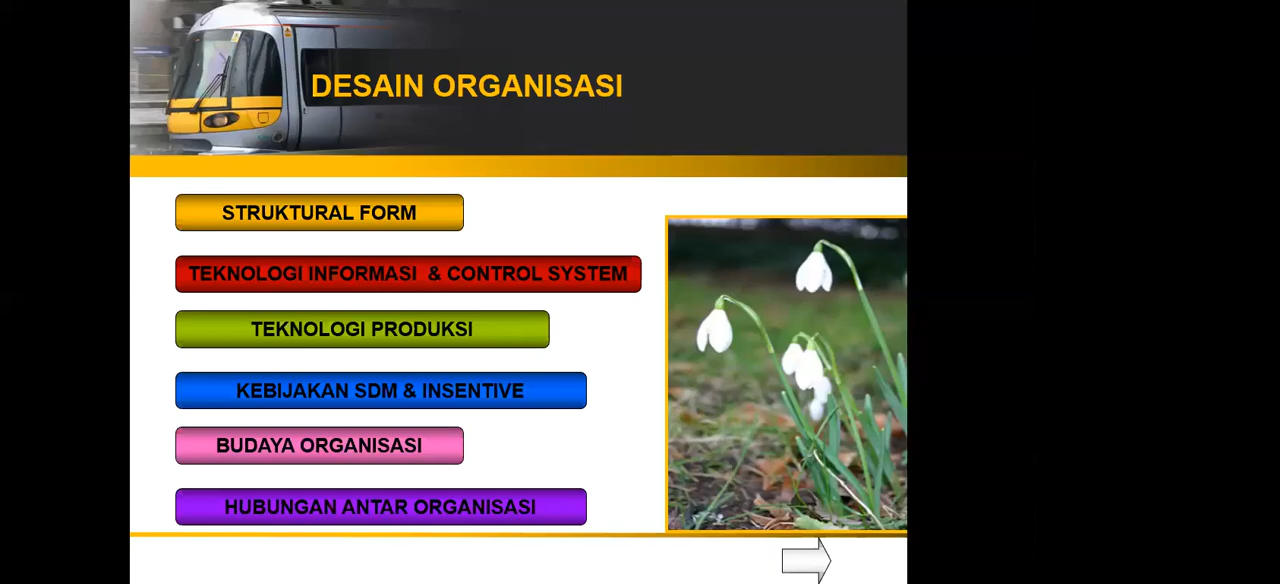 DESAIN ORGANISASI
STRUKTURAL FORM
TEKNOLOGI INFORMASI & CONTROL SYSTEM
TEKNOLOGI PRODUKSI
KEBIJAKAN SDM & INSENTIVE
BUDAYA ORGANISASI
HUBUNGAN ANTAR ORGANISASI